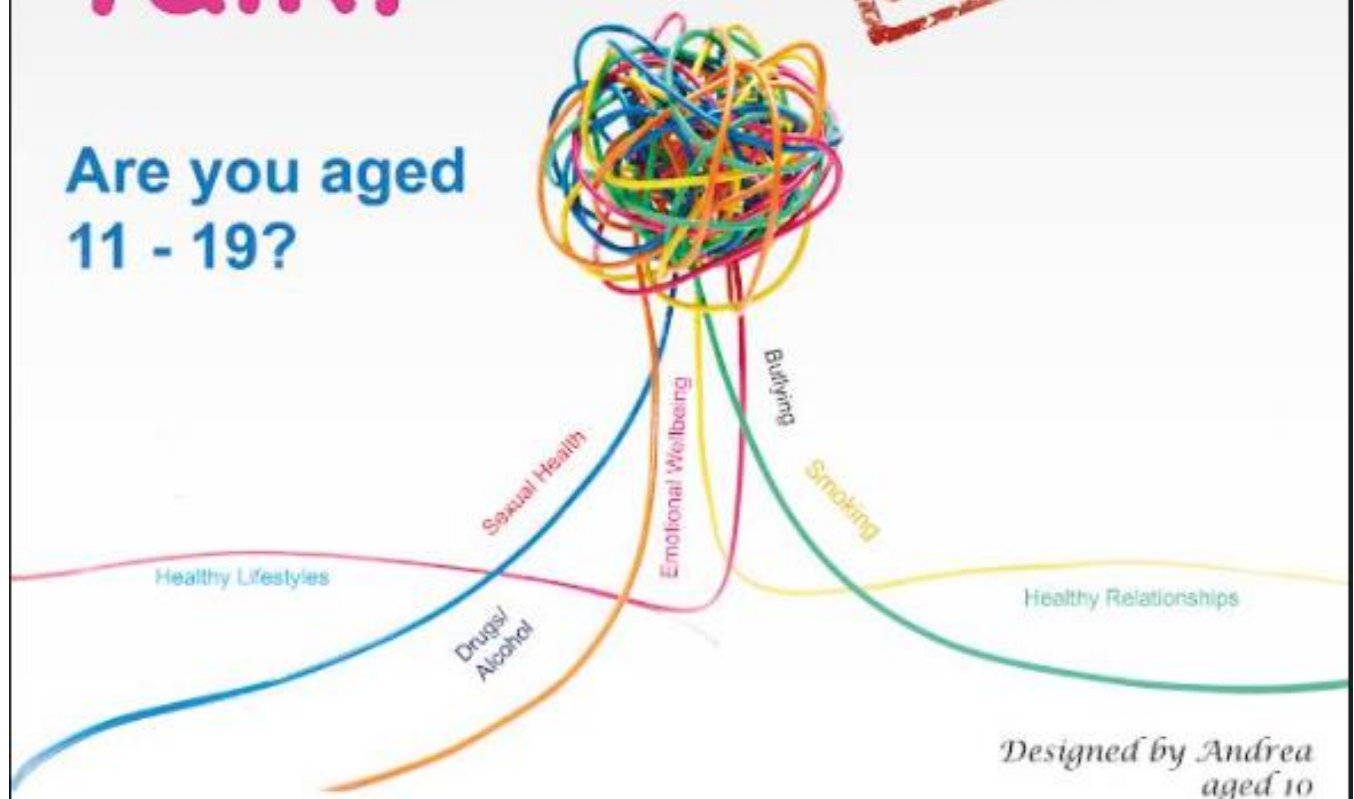 Are you aged
11 - 19?
Bullying
Emotional Wellbeing
Sexual Health
Smoking
Healthy Lifestyles
Healthy Relationships
Drugs/
Alcohol
Designed by Andrea
aged 10